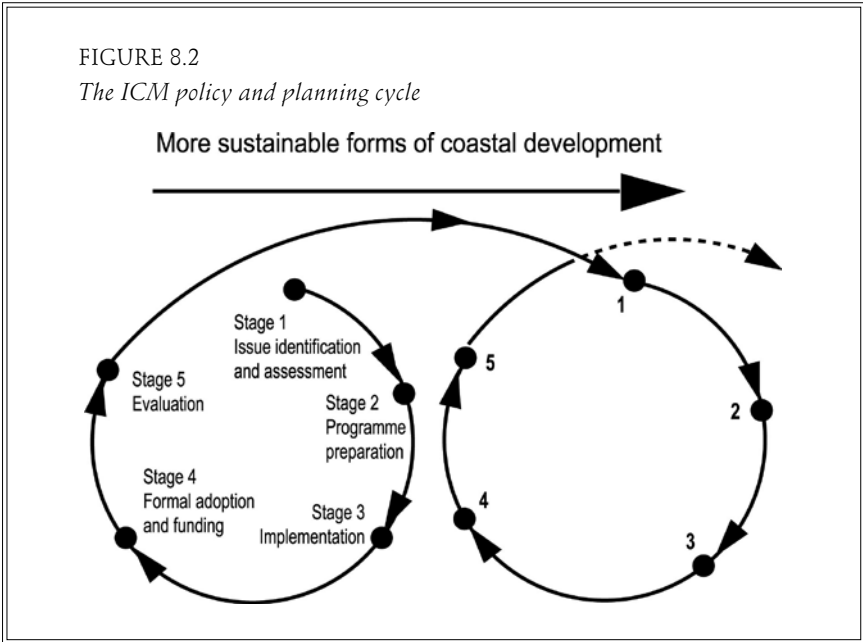 FIGURE 8.2
The ICM policy and planning cycle
More sustainable forms of coastal development
Stage 1
Issue identification
and assessment
Stage 2
Programme
preparation
Stage 3
Implementation
Stage 4
Formal adoption
and funding
Stage 5
Evaluation
1
2
3
4
5